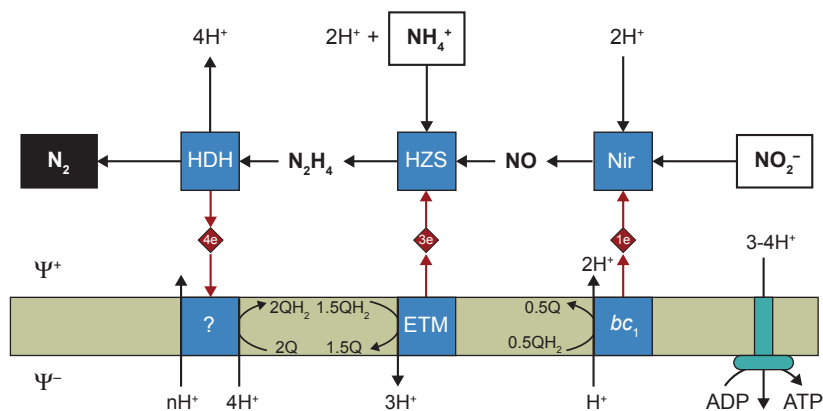 4H⁺
2H⁺ + NH₄⁺
2H⁺
N₂
HDH
N₂H₄
HZS
NO
Nir
NO₂⁻
4e
3e
1e
3-4H⁺
Ψ⁺
2H⁺
?
2QH₂
1.5QH₂
2Q
1.5Q
ETM
0.5Q
0.5QH₂
bc₁
Ψ⁻
nH⁺
4H⁺
3H⁺
H⁺
ADP
ATP